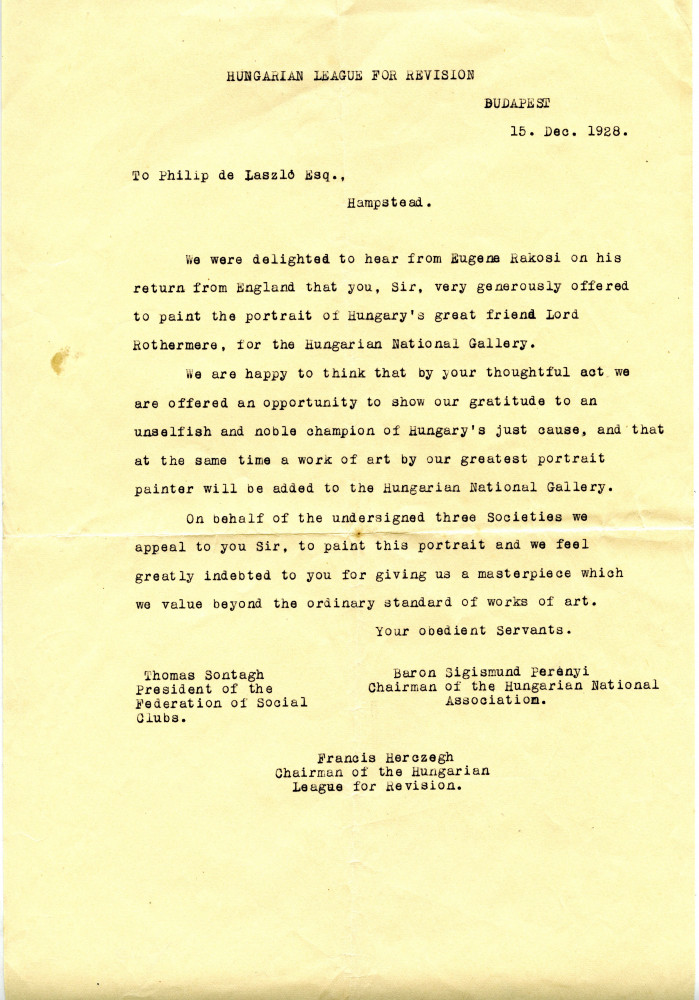 HUNGARIAN LEAGUE FOR REVISION
BUDAPEST
15. Dec. 1928.
To Philip de Laszló Esq.,
Hampstead.
We were delighted to hear from Eugene Rakosi on his
return from England that you, Sir, very generously offered
to paint the portrait of Hungary's great friend Lord
Rothermere, for the Hungarian National Gallery.
We are happy to think that by your thoughtful act we
are offered an opportunity to show our gratitude to an
unselfish and noble champion of Hungary's just cause, and that
at the same time a work of art by our greatest portrait
painter will be added to the Hungarian National Gallery.
On behalf of the undersigned three Societies we
appeal to you Sir, to paint this portrait and we feel
greatly indebted to you for giving us a masterpiece which
we value beyond the ordinary standard of works of art.
Your obedient Servants.
Thomas Sontagh
President of the
Federation of Social
Clubs.
Baron Sigismund Perènyi
Chairman of the Hungarian National
Association.
Francis Herczegh
Chairman of the Hungarian
League for Revision.